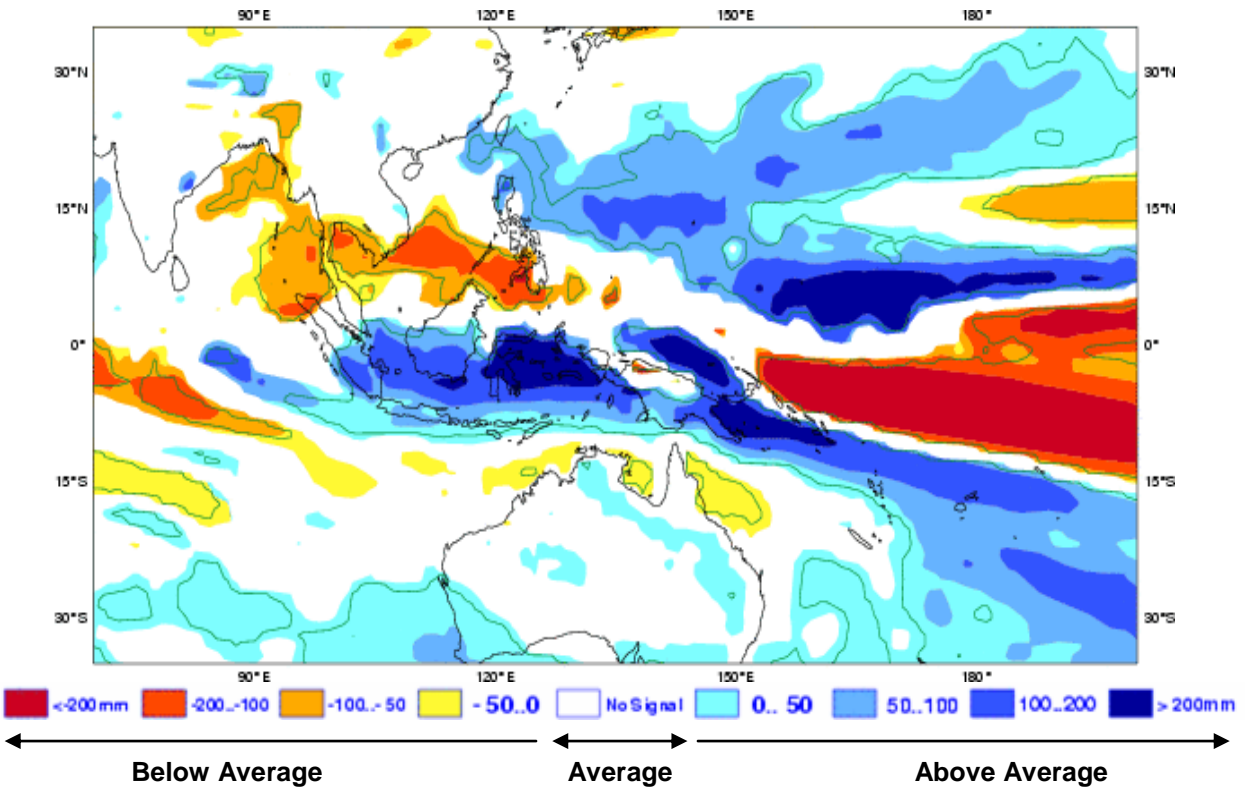 90°E 120°E 150°E 180°
30°N 30°N
15°N 15°N
0° 0°
15°S 15°S
30°S 30°S
90°E 120°E 150°E 180°
<-200mm -200..-100 -100..-50 -50..0 No Signal 0..50 50..100 100..200 >200mm
Below Average Average Above Average